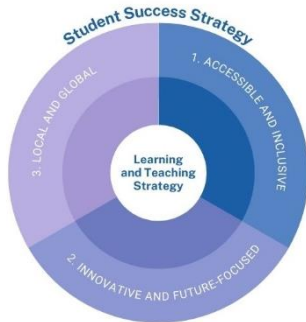 Student Success Strategy
1. ACCESSIBLE AND INCLUSIVE
2. INNOVATIVE AND FUTURE-FOCUSED
3. LOCAL AND GLOBAL
Learning
and Teaching
Strategy